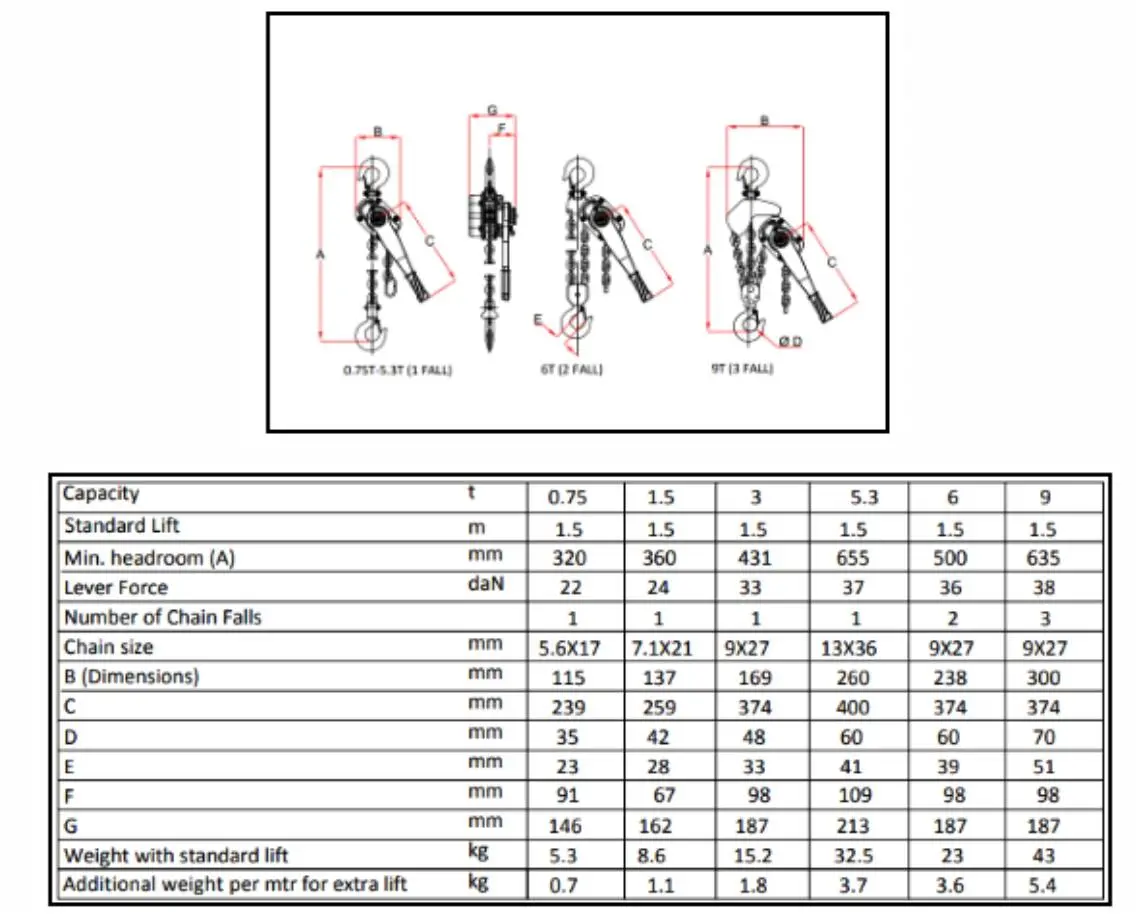 G
B F B
A C C A C
E
Ø D
0.75T-5.3T (1 FALL) 6T (2 FALL) 9T (3 FALL)
Capacity t 0.75 1.5 3 5.3 6 9
Standard Lift m 1.5 1.5 1.5 1.5 1.5 1.5
Min. headroom (A) mm 320 360 431 655 500 635
Lever Force daN 22 24 33 37 36 38
Number of Chain Falls 1 1 1 1 2 3
Chain size mm 5.6X17 7.1X21 9X27 13X36 9X27 9X27
B (Dimensions) mm 115 137 169 260 238 300
C mm 239 259 374 400 374 374
D mm 35 42 48 60 60 70
E mm 23 28 33 41 39 51
F mm 91 67 98 109 98 98
G mm 146 162 187 213 187 187
Weight with standard lift kg 5.3 8.6 15.2 32.5 23 43
Additional weight per mtr for extra lift kg 0.7 1.1 1.8 3.7 3.6 5.4